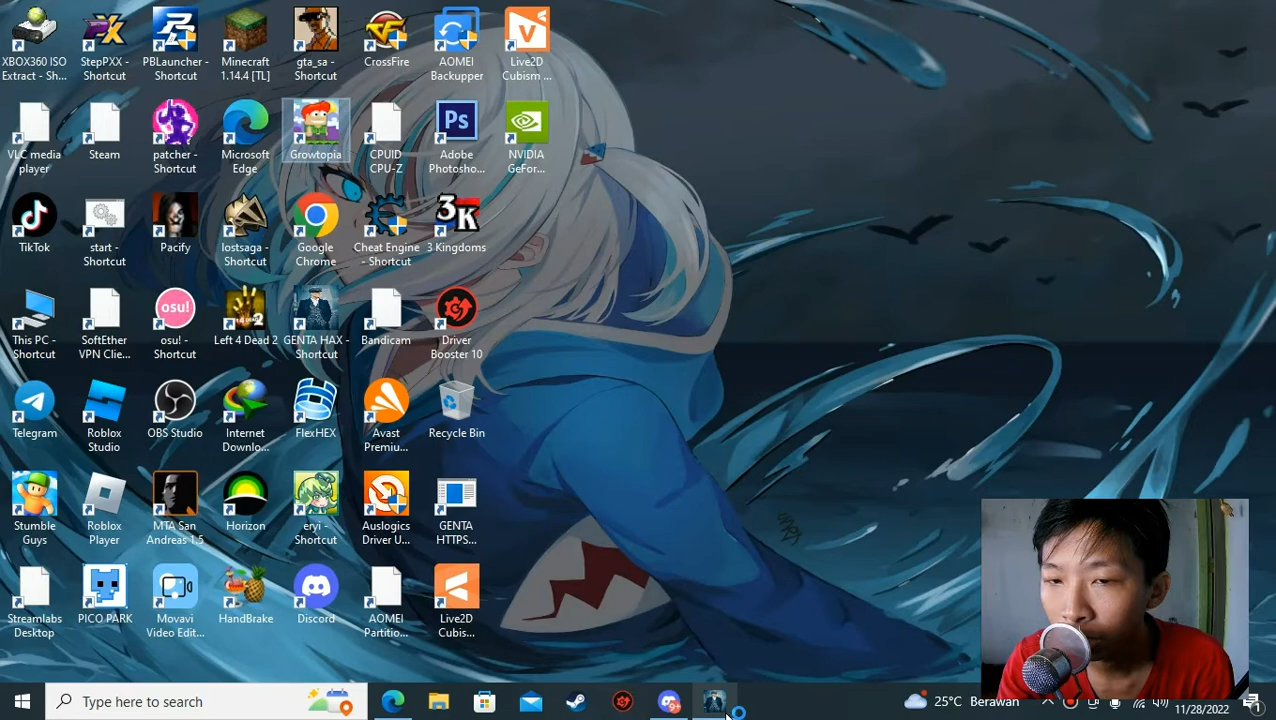 XBOX360 ISO
Extract - Sh...
StepPXX -
Shortcut
PBLauncher -
Shortcut
Minecraft
1.14.4 [TL]
gta_sa -
Shortcut
CrossFire
AOMEI
Backupper
Live2D
Cubism ...
VLC media
player
Steam
patcher -
Shortcut
Microsoft
Edge
Growtopia
CPUID
CPU-Z
Ps
Adobe
Photosho...
NVIDIA
GeFor...
TikTok
start -
Shortcut
Pacify
lostsaga -
Shortcut
Google
Chrome
Cheat Engine
- Shortcut
3K
3 Kingdoms
This PC -
Shortcut
SoftEther
VPN Clie...
osu!
osu! -
Shortcut
Left 4 Dead 2
GENTA HAX -
Shortcut
Bandicam
Driver
Booster 10
Telegram
Roblox
Studio
OBS Studio
Internet
Downlo...
FlexHEX
Avast
Premiu...
Recycle Bin
Stumble
Guys
Roblox
Player
MTA San
Andreas 1.5
Horizon
eryi -
Shortcut
Auslogics
Driver U...
GENTA
HTTPS...
Streamlabs
Desktop
PICO PARK
Movavi
Video Edit...
HandBrake
Discord
AOMEI
Partitio...
Live2D
Cubis...
Type here to search
9+
25°C Berawan
11/28/2022
1